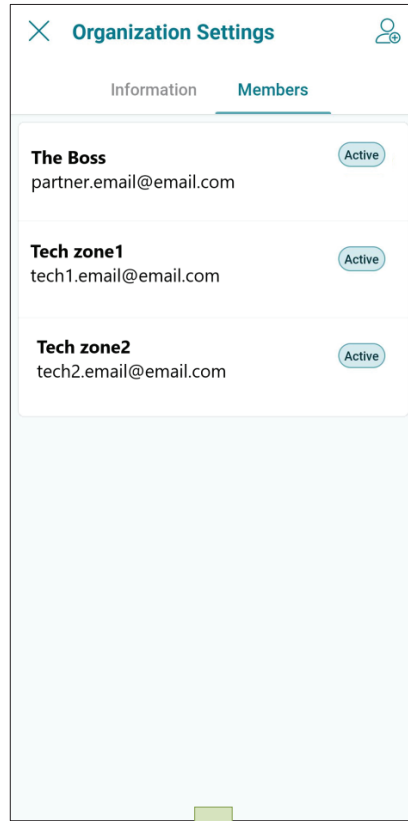 Organization Settings
Information Members
The Boss Active
partner.email@email.com
Tech zone1 Active
tech1.email@email.com
Tech zone2 Active
tech2.email@email.com